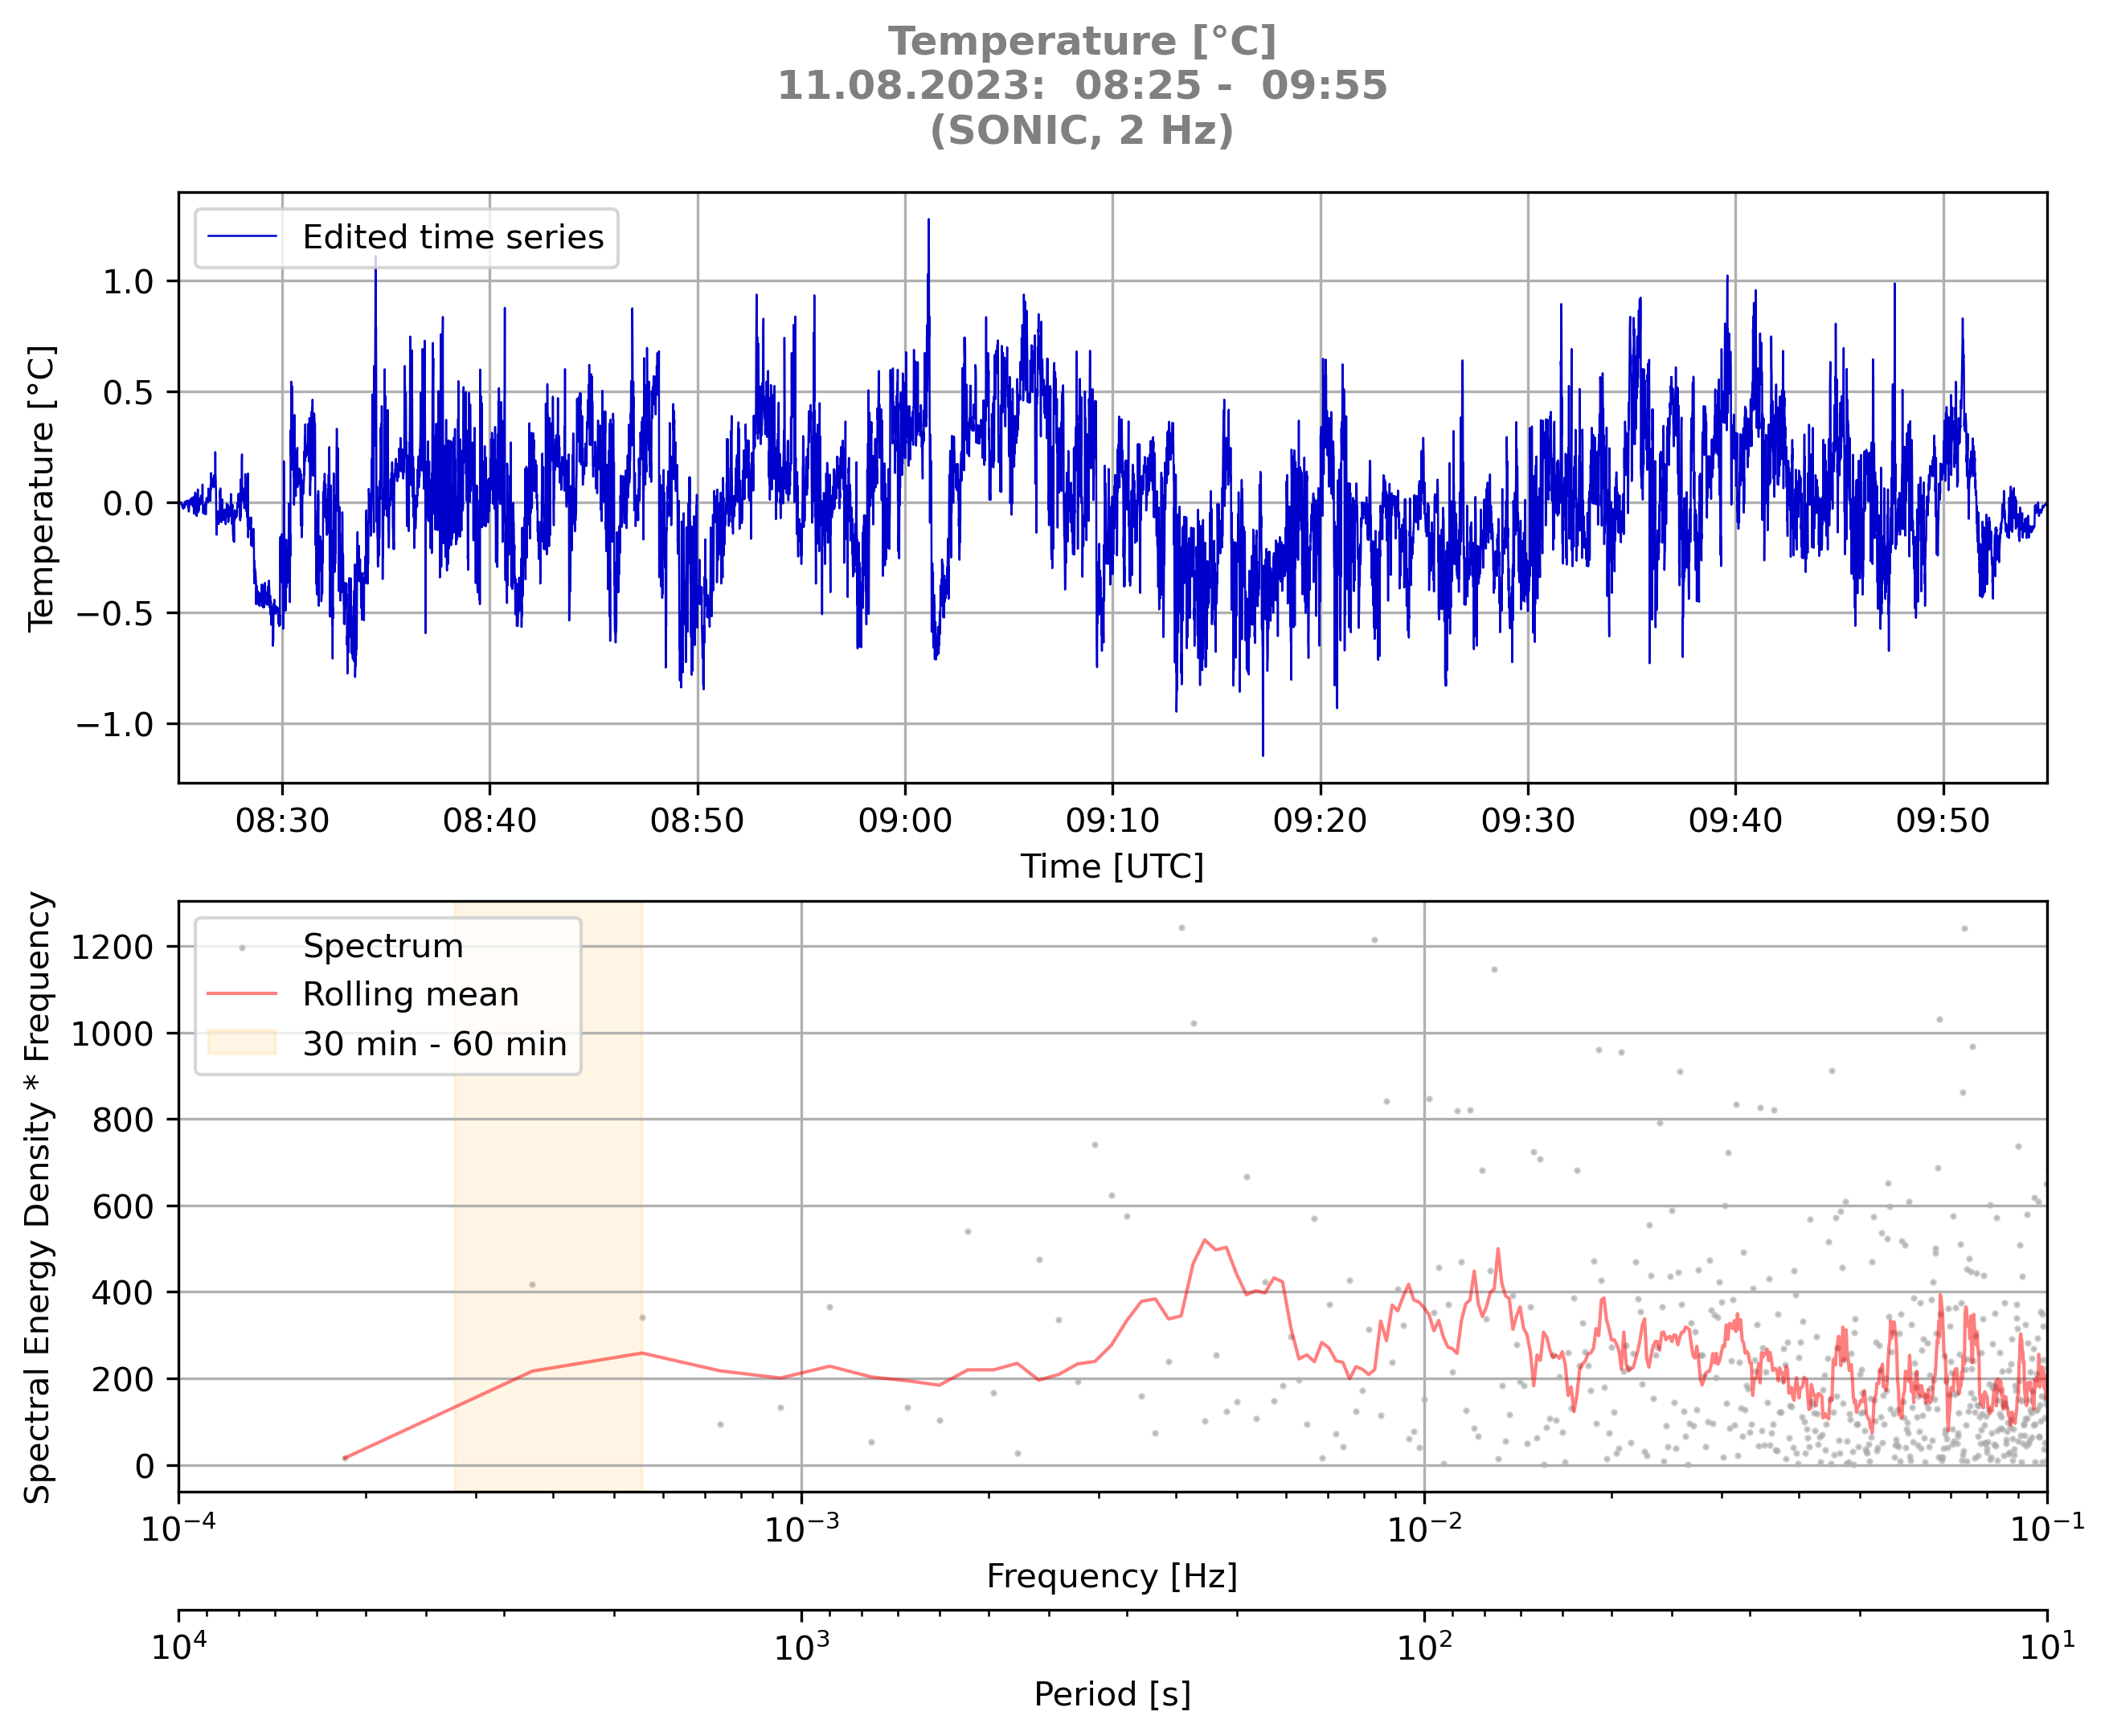 Temperature [°C]
11.08.2023:  08:25 -  09:55
(SONIC, 2 Hz)
Edited time series
Temperature [°C]
1.0
0.5
0.0
−0.5
−1.0
08:30 08:40 08:50 09:00 09:10 09:20 09:30 09:40 09:50
Time [UTC]
Spectrum
Rolling mean
30 min - 60 min
Spectral Energy Density * Frequency
1200
1000
800
600
400
200
0
10⁻⁴ 10⁻³ 10⁻² 10⁻¹
Frequency [Hz]
10⁴ 10³ 10² 10¹
Period [s]